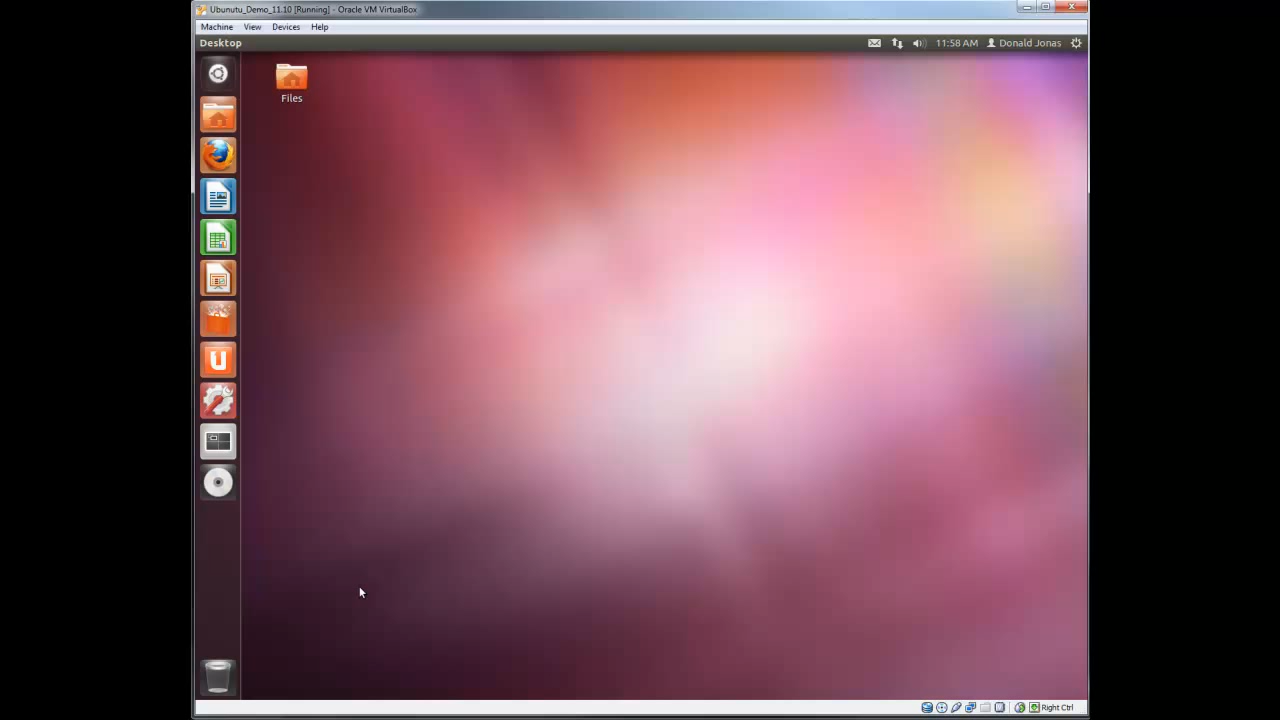 Ubunutu_Demo_11.10 [Running] - Oracle VM VirtualBox
Machine View Devices Help
Desktop 11:58 AM Donald Jonas
Files
U
Right Ctrl